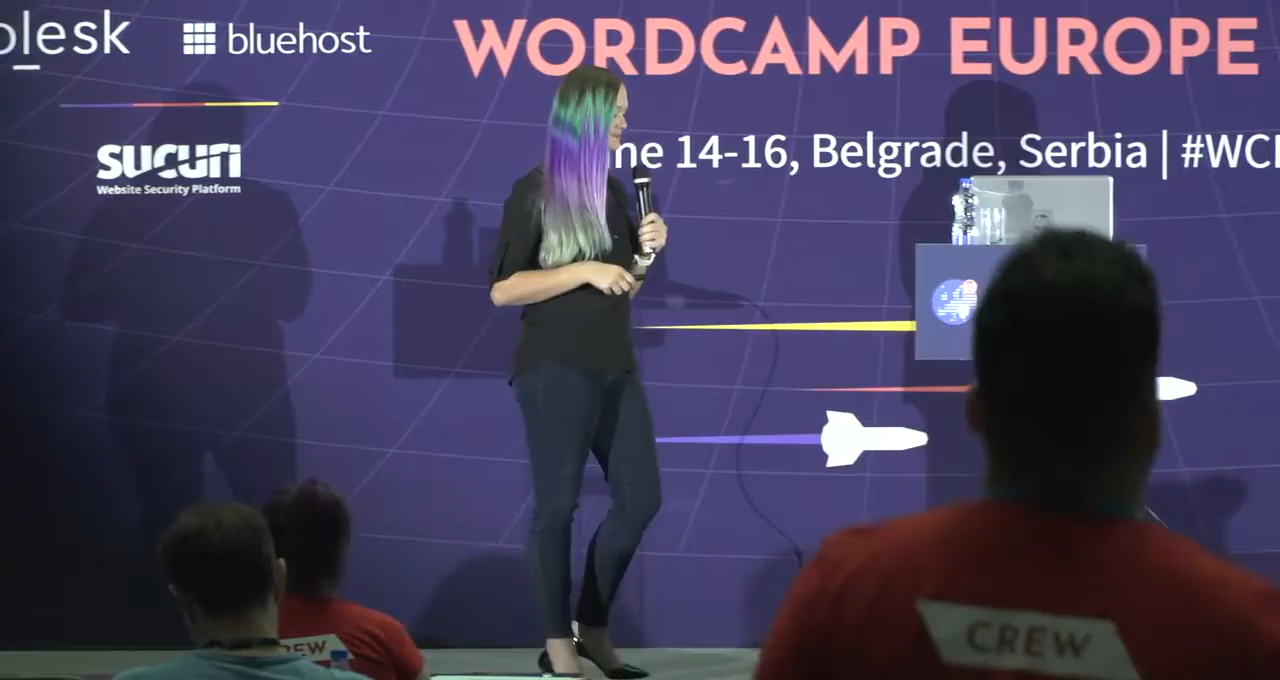 plesk
bluehost
WORDCAMP EUROPE
ne 14-16, Belgrade, Serbia | #WC
sucuri
Website Security Platform
CREW
CREW